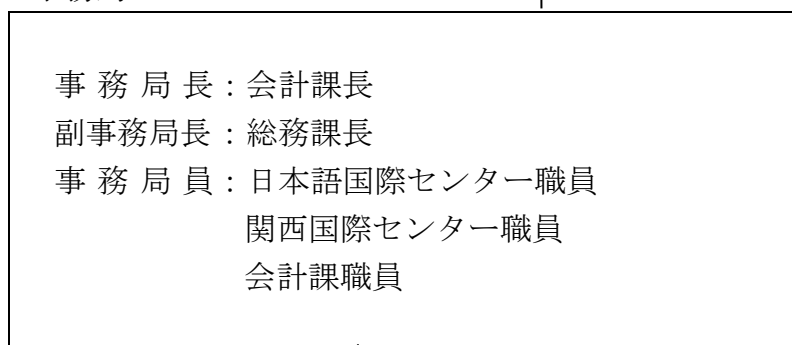 事 務 局 長：会計課長
副事務局長：総務課長
事 務 局 員：日本語国際センター職員
関西国際センター職員
会計課職員